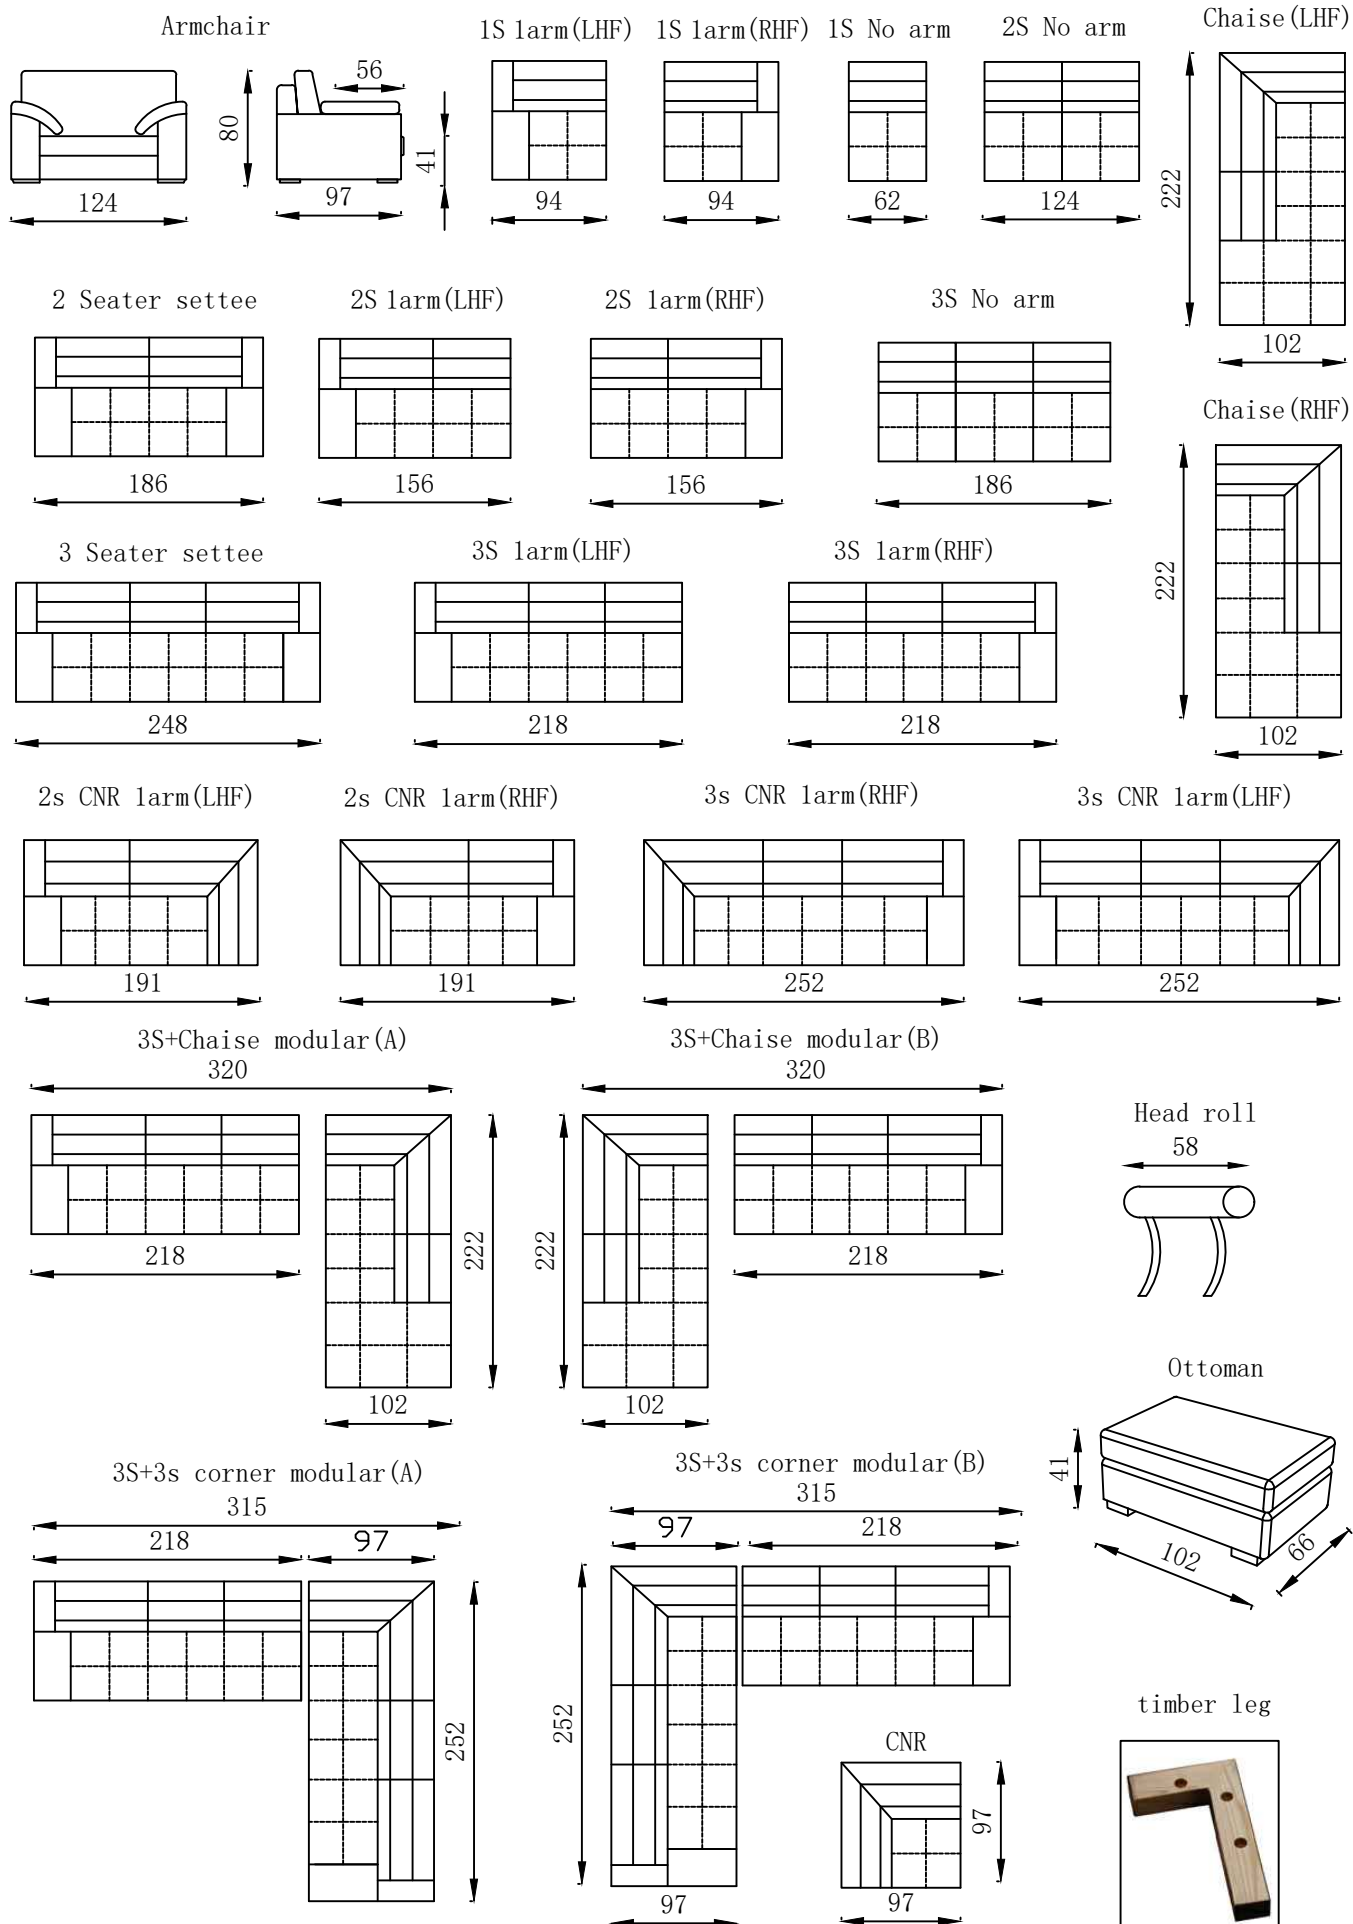 Armchair
1S 1arm(LHF)
1S 1arm(RHF)
1S No arm
2S No arm
Chaise(LHF)
80
56
41
124
97
94
94
62
124
222
102
2 Seater settee
2S 1arm(LHF)
2S 1arm(RHF)
3S No arm
186
156
156
186
Chaise(RHF)
222
102
3 Seater settee
3S 1arm(LHF)
3S 1arm(RHF)
248
218
218
2s CNR 1arm(LHF)
2s CNR 1arm(RHF)
3s CNR 1arm(RHF)
3s CNR 1arm(LHF)
191
191
252
252
3S+Chaise modular(A)
320
218
222
102
3S+Chaise modular(B)
320
222
218
102
Head roll
58
Ottoman
41
102
66
3S+3s corner modular(A)
315
218
97
252
3S+3s corner modular(B)
315
97
218
252
97
CNR
97
97
timber leg